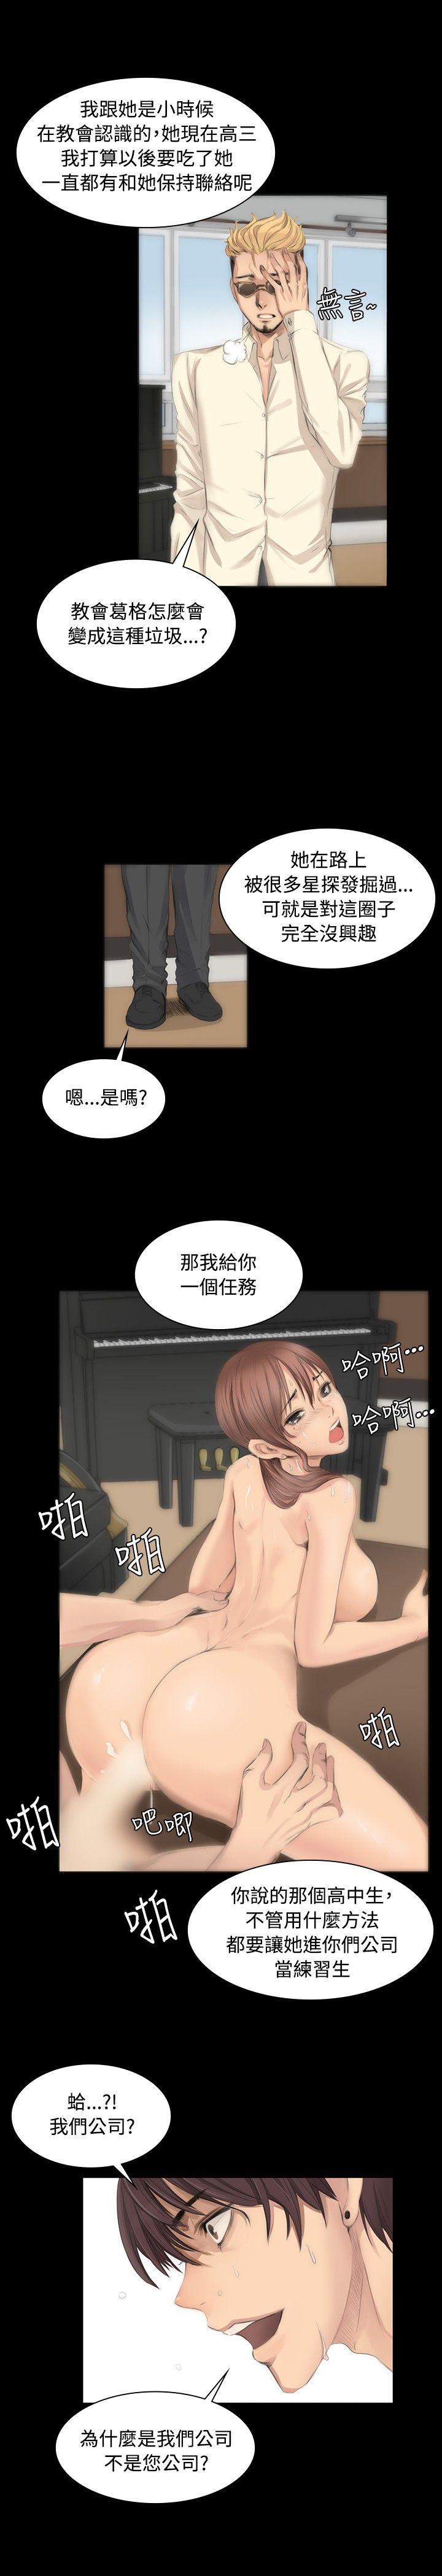 我跟她是小時候
在教會認識的,她現在高三
我打算以後要吃了她
一直都有和她保持聯絡呢
無言~
教會葛格怎麼會
變成這種垃圾...?
她在路上
被很多星探發掘過...
可就是對這圈子
完全沒興趣
嗯...是嗎?
那我給你
一個任務
哈啊...
哈啊...
啪
啪
啪
啪
吧唧
啪
你說的那個高中生,
不管用什麼方法
都要讓她進你們公司
當練習生
蛤...?!
我們公司?
為什麼是我們公司
不是您公司?